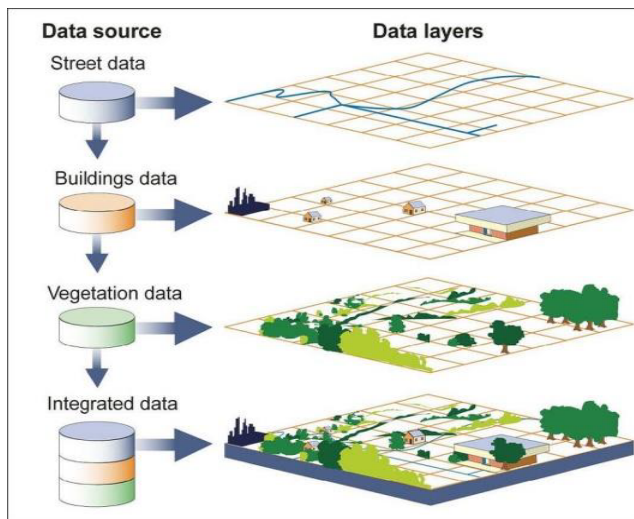 Data source
Data layers
Street data
Buildings data
Vegetation data
Integrated data